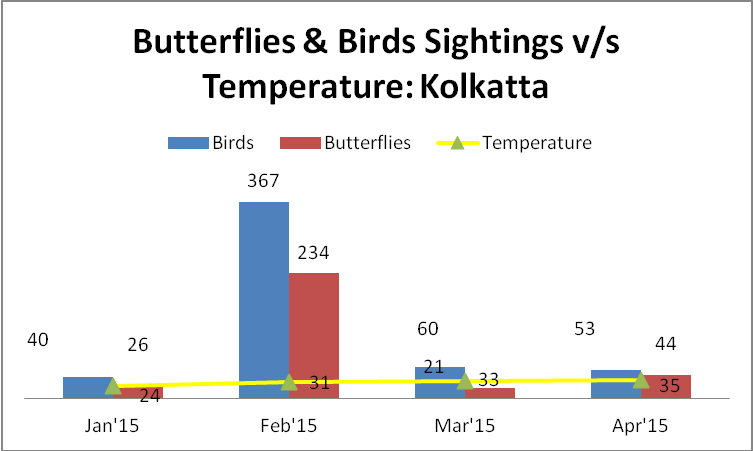 Butterflies & Birds Sightings v/s
Temperature: Kolkatta
Birds Butterflies Temperature
367
234
40 26 60 53 44
21
24 31 33 35
Jan'15 Feb'15 Mar'15 Apr'15